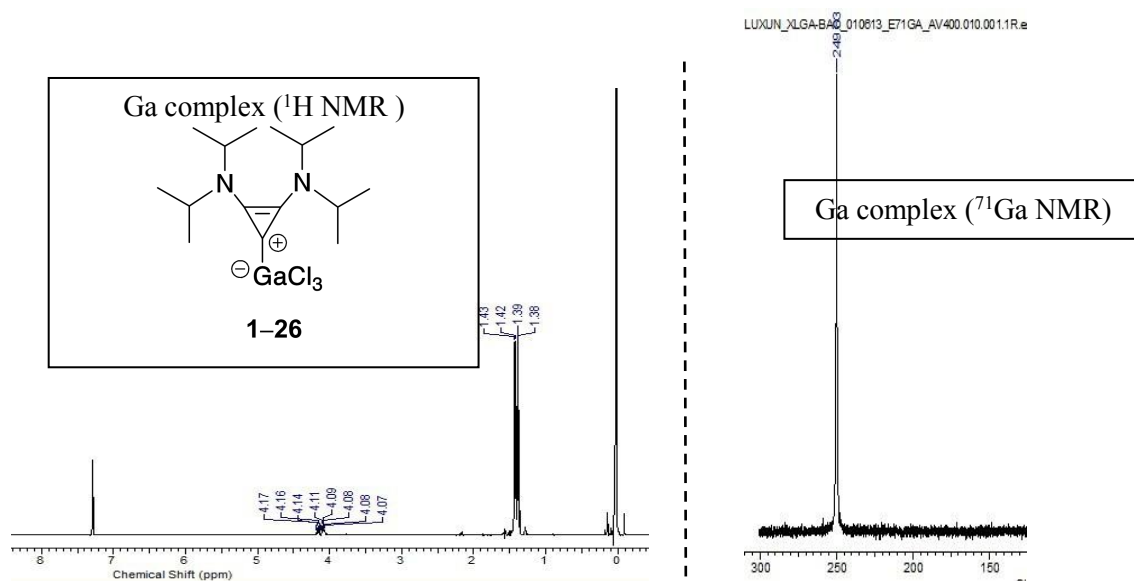 Ga complex (¹H NMR )
N
N
⊕
⊖
GaCl₃
1–26
1.43
1.42
1.39
1.38
4.17
4.16
4.14
4.11
4.09
4.08
4.08
4.07
8 7 6 5 4 3 2 1 0
Chemical Shift (ppm)
249.03
Ga complex (⁷¹Ga NMR)
300 250 200 150